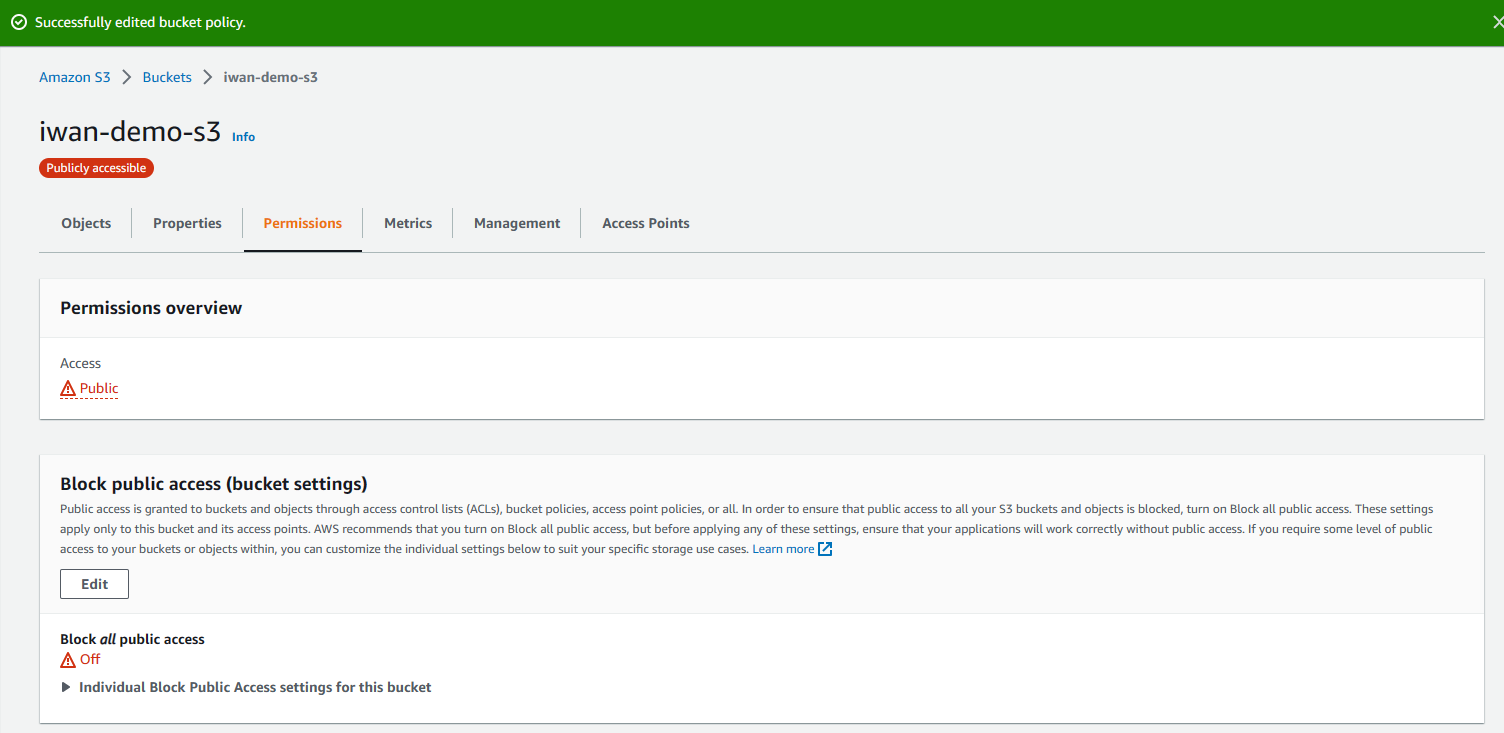 Successfully edited bucket policy.
Amazon S3 > Buckets > iwan-demo-s3
iwan-demo-s3 Info
Publicly accessible
Objects Properties Permissions Metrics Management Access Points
Permissions overview
Access
Public
Block public access (bucket settings)
Public access is granted to buckets and objects through access control lists (ACLs), bucket policies, access point policies, or all. In order to ensure that public access to all your S3 buckets and objects is blocked, turn on Block all public access. These settings
apply only to this bucket and its access points. AWS recommends that you turn on Block all public access, but before applying any of these settings, ensure that your applications will work correctly without public access. If you require some level of public
access to your buckets or objects within, you can customize the individual settings below to suit your specific storage use cases. Learn more
Edit
Block all public access
Off
Individual Block Public Access settings for this bucket